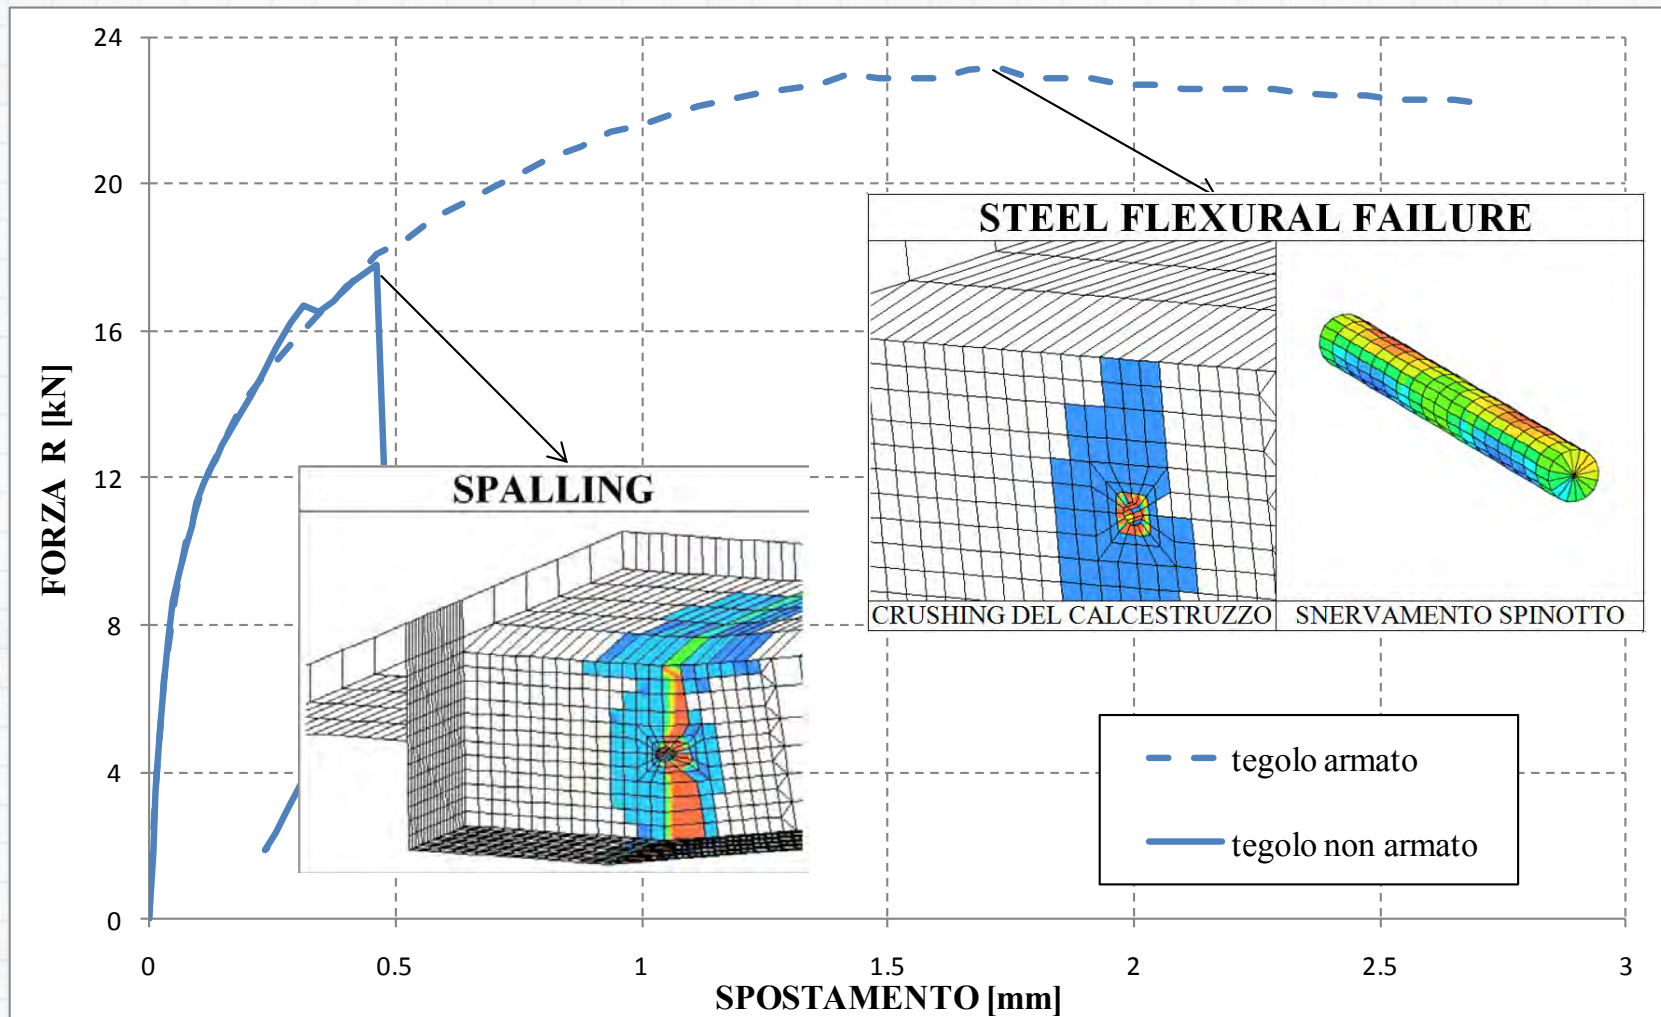 24
20
16
12
8
4
0
FORZA R [kN]
0
0.5
1
1.5
2
2.5
3
SPOSTAMENTO [mm]
STEEL FLEXURAL FAILURE
CRUSHING DEL CALCESTRUZZO
SNERVAMENTO SPINOTTO
SPALLING
tegolo armato
tegolo non armato